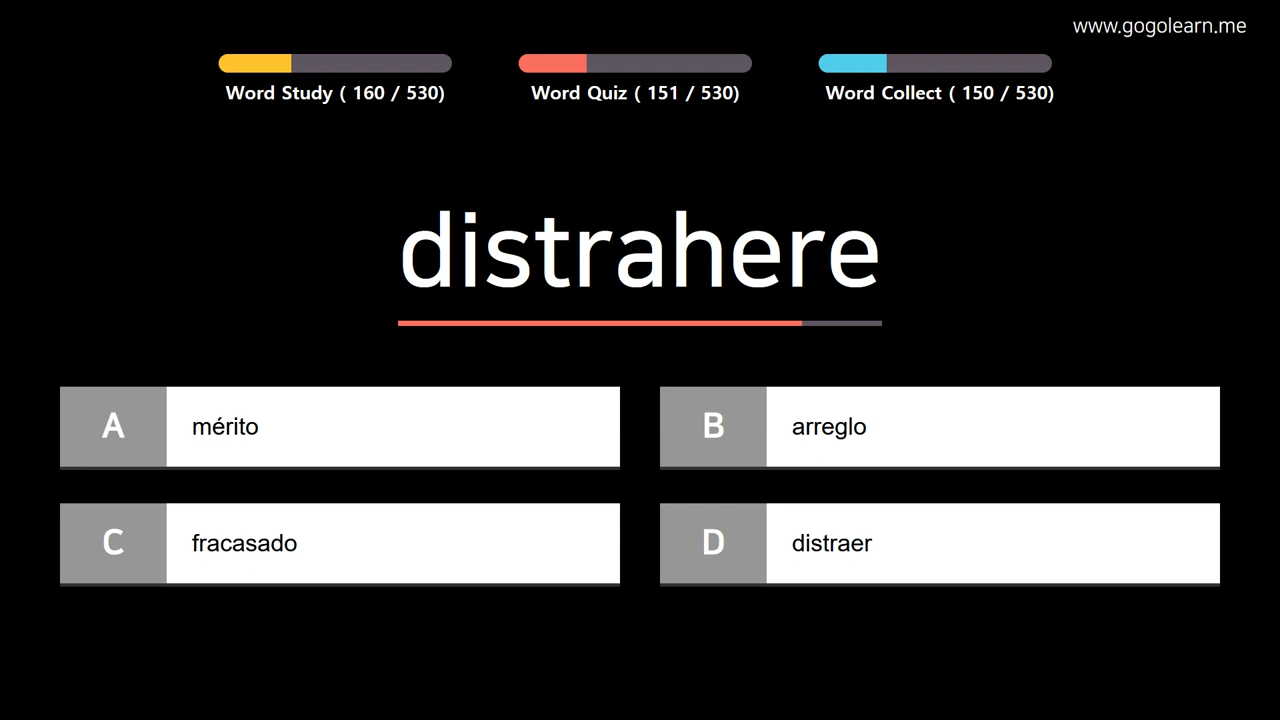 www.gogolearn.me
Word Study ( 160 / 530)
Word Quiz ( 151 / 530)
Word Collect ( 150 / 530)
distrahere
A mérito
B arreglo
C fracasado
D distraer